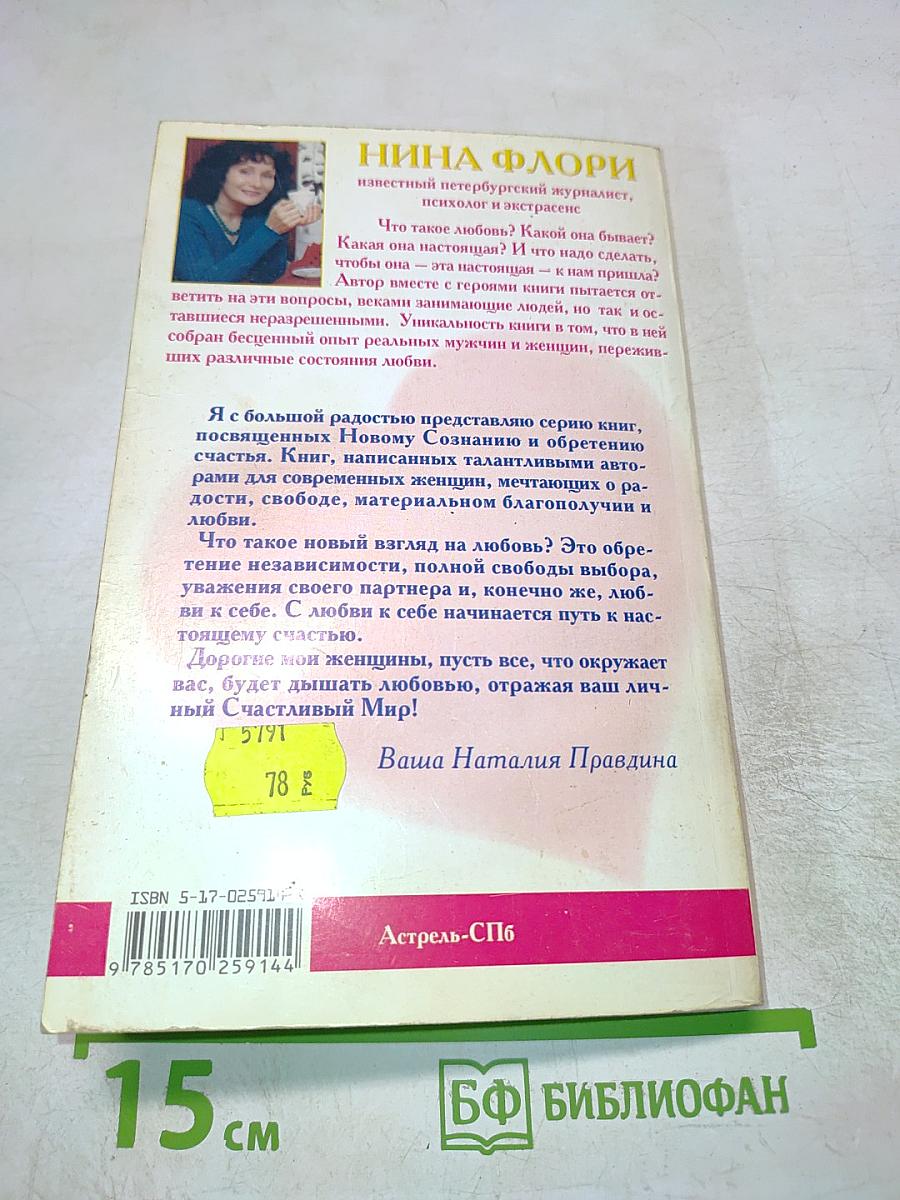 НИНА ФЛОРИ
известный петербургский журналист,
психолог и экстрасенс
Что такое любовь? Какой она бывает?
Какая она настоящая? И что надо сделать,
чтобы она — эта настоящая — к нам пришла?
Автор вместе с героями книги пытается от-
ветить на эти вопросы, веками занимающие людей, но так и ос-
тавшиеся неразрешенными. Уникальность книги в том, что в ней
собран бесценный опыт реальных мужчин и женщин, пережив-
ших различные состояния любви.
Я с большой радостью представляю серию книг,
посвященных Новому Сознанию и обретению
счастья. Книг, написанных талантливыми авто-
рами для современных женщин, мечтающих о ра-
дости, свободе, материальном благополучии и
любви.
Что такое новый взгляд на любовь? Это обре-
тение независимости, полной свободы выбора,
уважения своего партнера и, конечно же, люб-
ви к себе. С любви к себе начинается путь к нас-
тоящему счастью.
Дорогие мои женщины, пусть все, что окружает
вас, будет дышать любовью, отражая ваш лич-
ный Счастливый Мир!
5791
78 РУБ
Ваша Наталия Правдина
ISBN 5-17-02591
Астрель-СПб
9 785170 259144
15 см
БФ БИБЛИОФАН